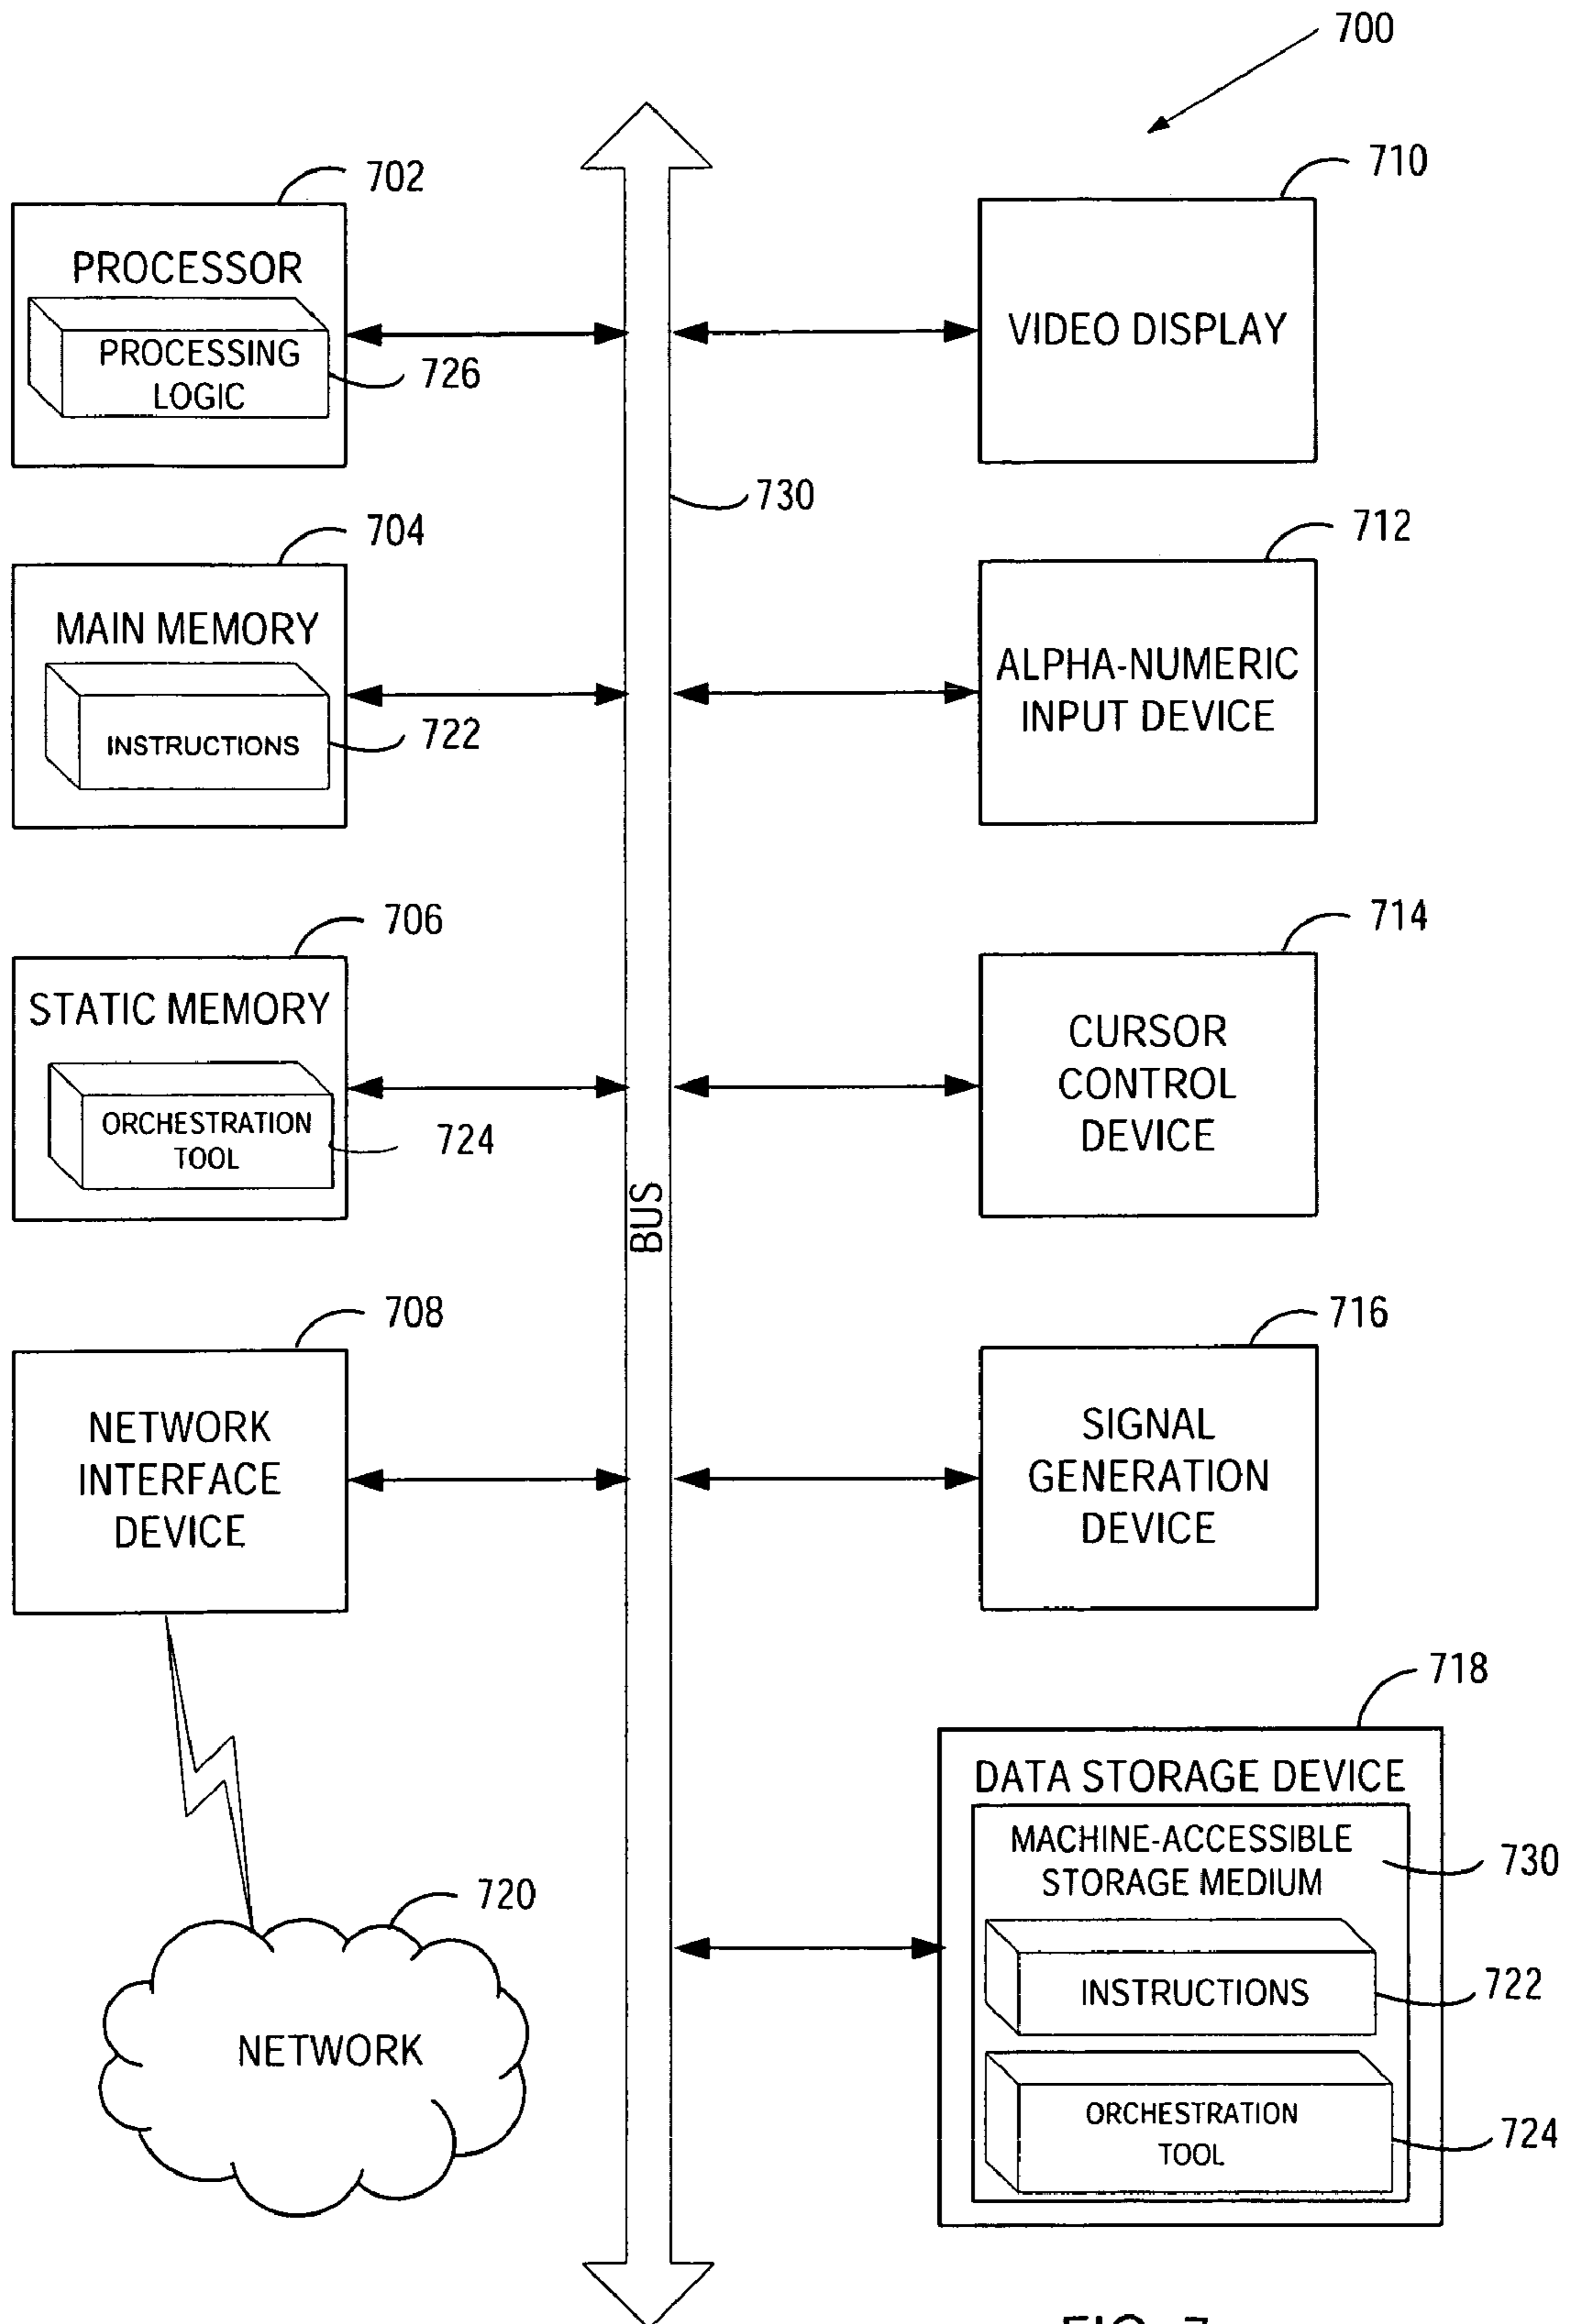 700
702
PROCESSOR
PROCESSING
LOGIC
726
710
VIDEO DISPLAY
730
704
MAIN MEMORY
INSTRUCTIONS
722
712
ALPHA-NUMERIC
INPUT DEVICE
706
STATIC MEMORY
ORCHESTRATION
TOOL
724
714
CURSOR
CONTROL
DEVICE
BUS
708
NETWORK
INTERFACE
DEVICE
716
SIGNAL
GENERATION
DEVICE
718
DATA STORAGE DEVICE
MACHINE-ACCESSIBLE
STORAGE MEDIUM
730
INSTRUCTIONS
722
ORCHESTRATION
TOOL
724
720
NETWORK